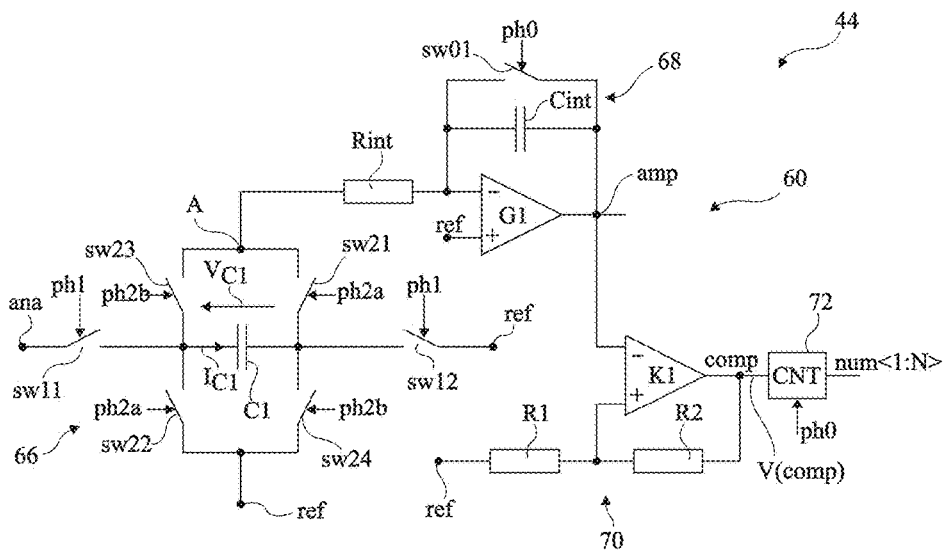 44
ph0
sw01
68
Cint
Rint
amp
60
G1
ref
A
sw23
sw21
VC1
ph1
ph2b
ph2a
ph1
ana
ref
72
sw11
IC1
C1
sw12
K1
comp
CNT
num<1:N>
ph2a
ph2b
R1
R2
ph0
66
sw22
sw24
V(comp)
ref
ref
70